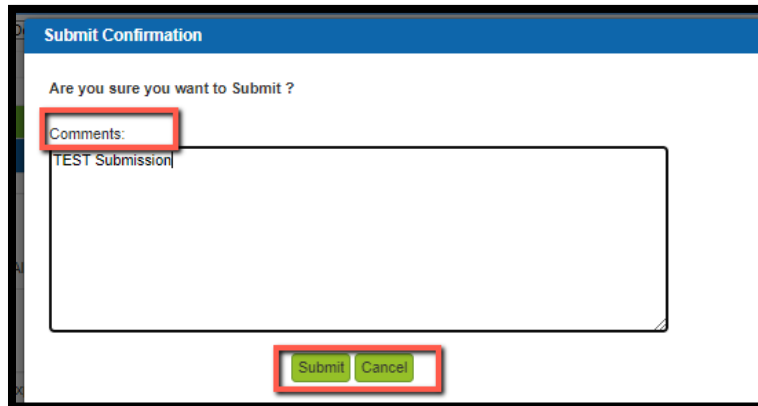 Submit Confirmation
Are you sure you want to Submit ?
Comments:
TEST Submission
Submit Cancel